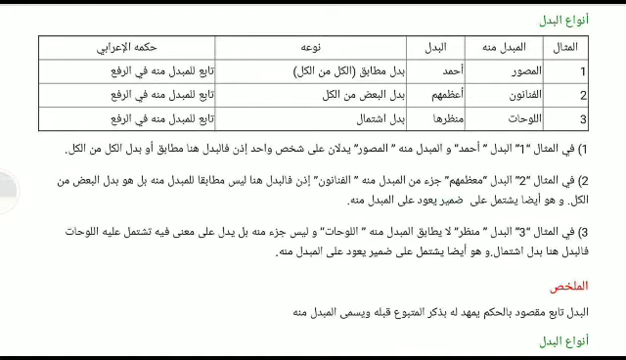 أنواع البدل
المثال المبدل منه البدل نوعه حكمه الإعرابي
1 المصور أحمد بدل مطابق (الكل من الكل) تابع للمبدل منه في الرفع
2 الفنانون أعظمهم بدل البعض من الكل تابع للمبدل منه في الرفع
3 اللوحات منظرها بدل اشتمال تابع للمبدل منه في الرفع
1) في المثال "1" البدل " أحمد" و المبدل منه " المصور" يدلان على شخص واحد إذن فالبدل هنا مطابق أو بدل الكل من الكل.
2) في المثال "2" البدل "معظمهم" جزء من المبدل منه " الفنانون" إذن فالبدل هنا ليس مطابقا للمبدل منه بل هو بدل البعض من
الكل. و هو أيضا يشتمل على ضمير يعود على المبدل منه.
3) في المثال "3" البدل " منظر" لا يطابق المبدل منه " اللوحات" و ليس جزء منه بل يدل على معنى فيه تشتمل عليه اللوحات
فالبدل هنا بدل اشتمال.و هو أيضا يشتمل على ضمير يعود على المبدل منه.
الملخص
البدل تابع مقصود بالحكم يمهد له بذكر المتبوع قبله ويسمى المبدل منه
أنواع البدل